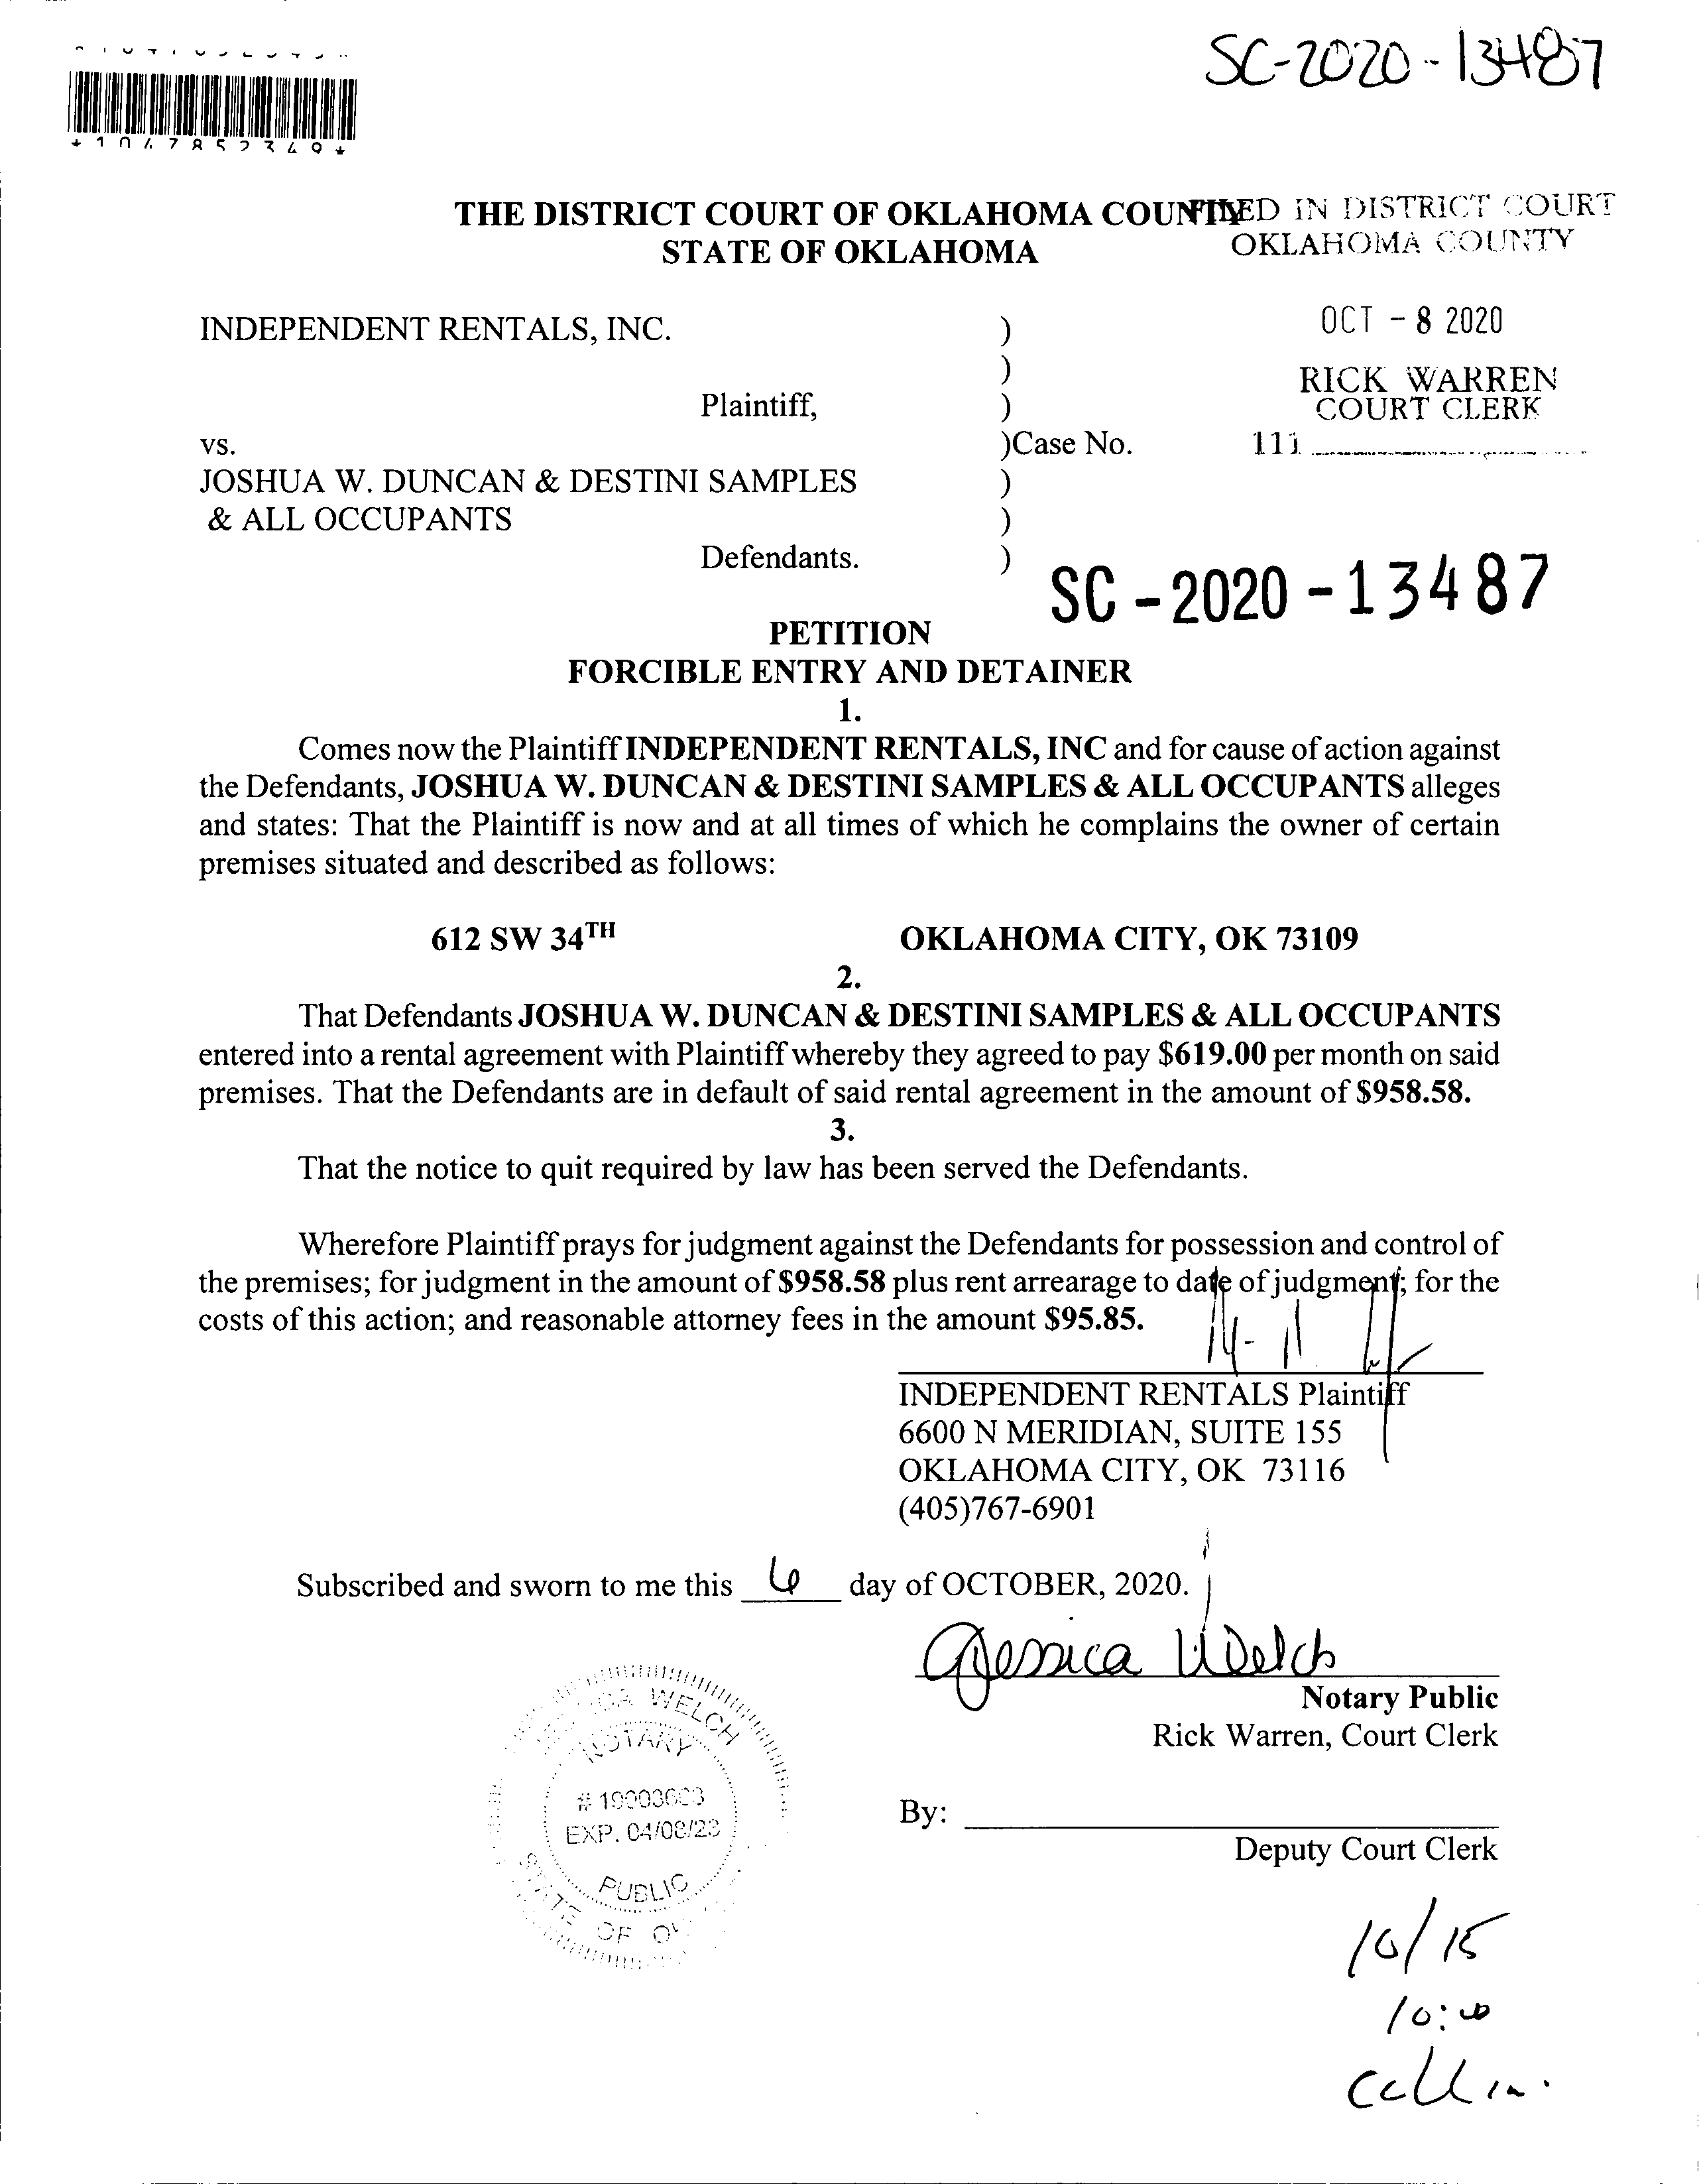 SC-2020-13487
*1047852349*
THE DISTRICT COURT OF OKLAHOMA COUNTY
STATE OF OKLAHOMA
FILED IN DISTRICT COURT
OKLAHOMA COUNTY
OCT - 8 2020
RICK WARREN
COURT CLERK
111
INDEPENDENT RENTALS, INC. )
)
Plaintiff, )
vs. )Case No.
JOSHUA W. DUNCAN & DESTINI SAMPLES )
& ALL OCCUPANTS )
Defendants. )
SC - 2020 - 13487
PETITION
FORCIBLE ENTRY AND DETAINER
1.
Comes now the Plaintiff INDEPENDENT RENTALS, INC and for cause of action against
the Defendants, JOSHUA W. DUNCAN & DESTINI SAMPLES & ALL OCCUPANTS alleges
and states: That the Plaintiff is now and at all times of which he complains the owner of certain
premises situated and described as follows:
612 SW 34TH OKLAHOMA CITY, OK 73109
2.
That Defendants JOSHUA W. DUNCAN & DESTINI SAMPLES & ALL OCCUPANTS
entered into a rental agreement with Plaintiff whereby they agreed to pay $619.00 per month on said
premises. That the Defendants are in default of said rental agreement in the amount of $958.58.
3.
That the notice to quit required by law has been served the Defendants.
Wherefore Plaintiff prays for judgment against the Defendants for possession and control of
the premises; for judgment in the amount of $958.58 plus rent arrearage to date of judgment; for the
costs of this action; and reasonable attorney fees in the amount $95.85.
INDEPENDENT RENTALS Plaintiff
6600 N MERIDIAN, SUITE 155
OKLAHOMA CITY, OK 73116
(405)767-6901
Subscribed and sworn to me this 6 day of OCTOBER, 2020.
Jessica Welch
Notary Public
Rick Warren, Court Clerk
By:
Deputy Court Clerk
WELCH
NOTARY
EXP. 04/08/23
PUBLIC
STATE OF
10/15
10:00